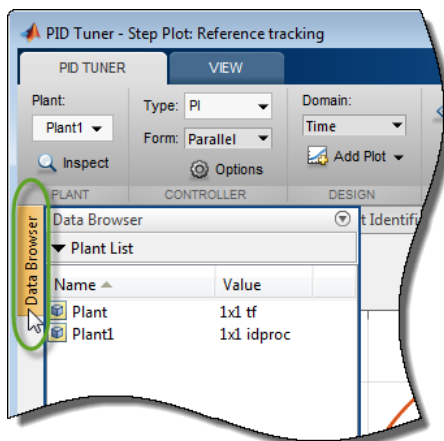 PID Tuner - Step Plot: Reference tracking
PID TUNER VIEW
Plant: Type: PI Domain:
Plant1 Form: Parallel Time
Inspect Options Add Plot
PLANT CONTROLLER DESIGN
Data Browser
Data Browser t Identifi
Plant List
Name Value
Plant 1x1 tf
Plant1 1x1 idproc